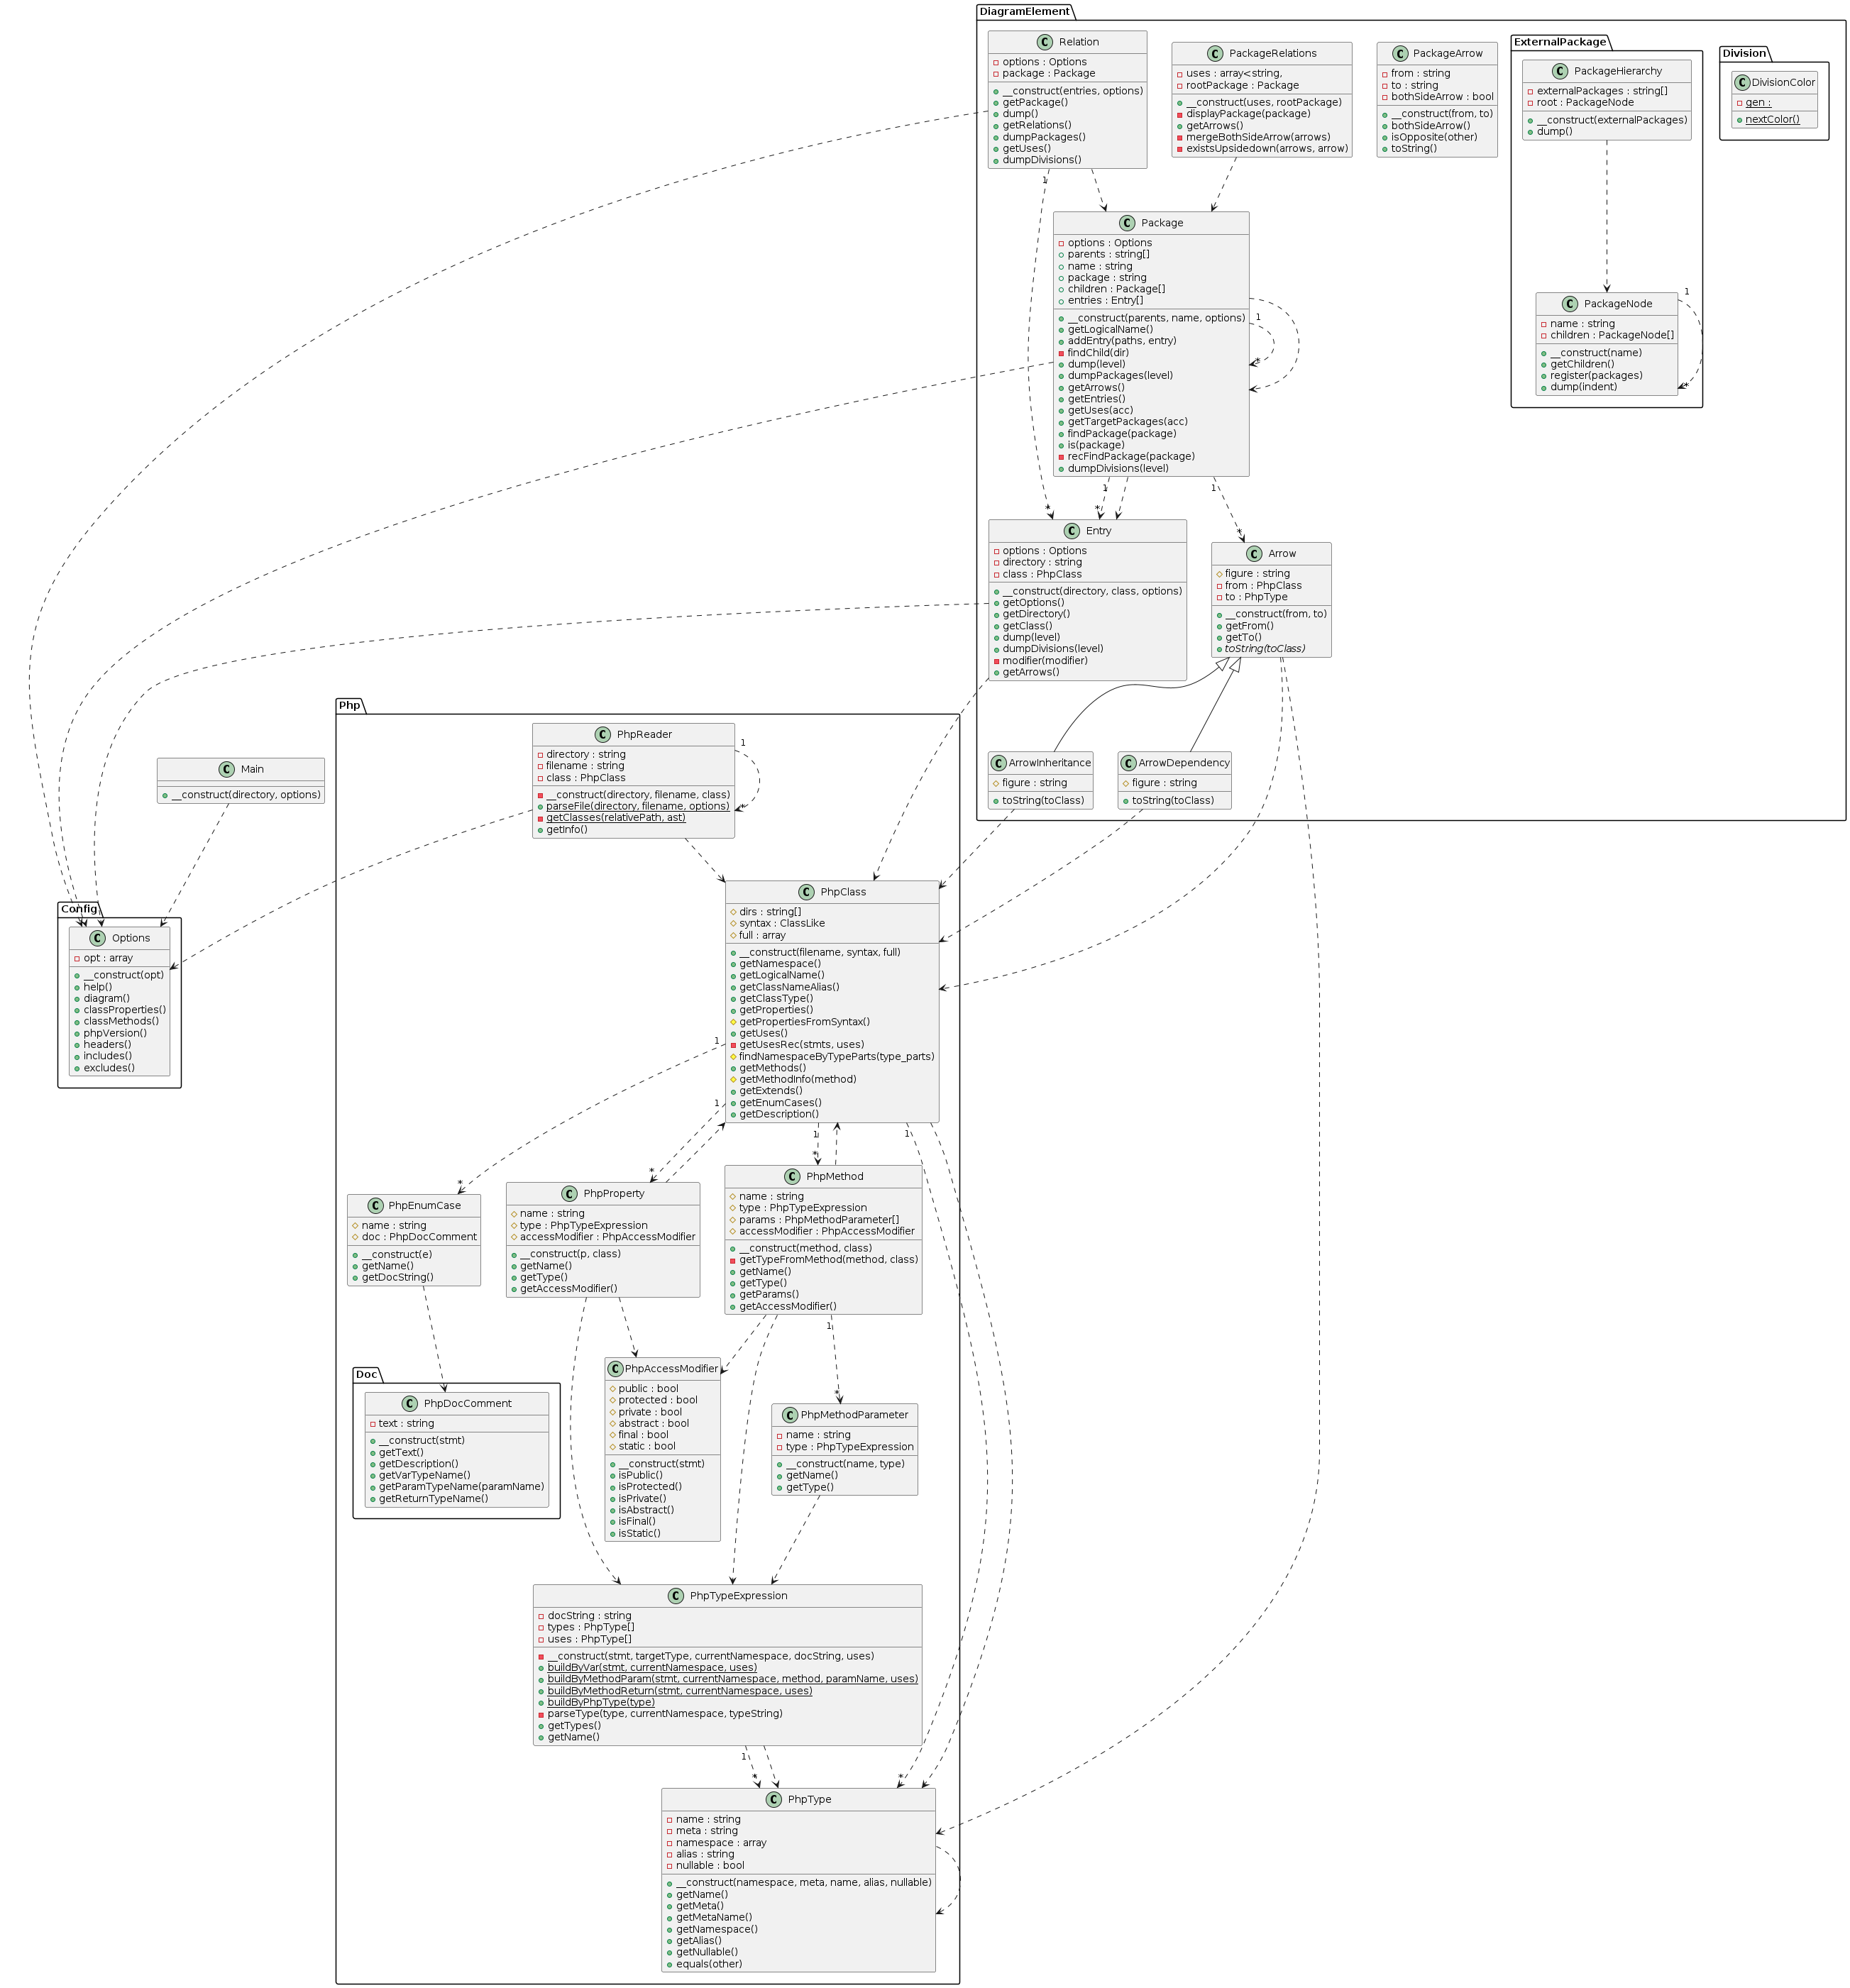 DiagramElement
Relation
options : Options
package : Package
__construct(entries, options)
getPackage()
dump()
getRelations()
dumpPackages()
getUses()
dumpDivisions()
PackageRelations
uses : array<string,
rootPackage : Package
__construct(uses, rootPackage)
displayPackage(package)
getArrows()
mergeBothSideArrow(arrows)
existsUpsidedown(arrows, arrow)
PackageArrow
from : string
to : string
bothSideArrow : bool
__construct(from, to)
bothSideArrow()
isOpposite(other)
toString()
ExternalPackage
PackageHierarchy
externalPackages : string[]
root : PackageNode
__construct(externalPackages)
dump()
Division
DivisionColor
gen :
nextColor()
1
Package
options : Options
parents : string[]
name : string
package : string
children : Package[]
entries : Entry[]
__construct(parents, name, options)
getLogicalName()
addEntry(paths, entry)
findChild(dir)
dump(level)
dumpPackages(level)
getArrows()
getEntries()
getUses(acc)
getTargetPackages(acc)
findPackage(package)
is(package)
recFindPackage(package)
dumpDivisions(level)
1
*
PackageNode
name : string
children : PackageNode[]
__construct(name)
getChildren()
register(packages)
dump(indent)
1
*
1
1
*
*
*
Entry
options : Options
directory : string
class : PhpClass
__construct(directory, class, options)
getOptions()
getDirectory()
getClass()
dump(level)
dumpDivisions(level)
modifier(modifier)
getArrows()
Arrow
figure : string
from : PhpClass
to : PhpType
__construct(from, to)
getFrom()
getTo()
toString(toClass)
ArrowInheritance
figure : string
toString(toClass)
ArrowDependency
figure : string
toString(toClass)
Php
PhpReader
directory : string
filename : string
class : PhpClass
__construct(directory, filename, class)
parseFile(directory, filename, options)
getClasses(relativePath, ast)
getInfo()
1
*
Main
__construct(directory, options)
Config
Options
opt : array
__construct(opt)
help()
diagram()
classProperties()
classMethods()
phpVersion()
headers()
includes()
excludes()
PhpClass
dirs : string[]
syntax : ClassLike
full : array
__construct(filename, syntax, full)
getNamespace()
getLogicalName()
getClassNameAlias()
getClassType()
getProperties()
getPropertiesFromSyntax()
getUses()
getUsesRec(stmts, uses)
findNamespaceByTypeParts(type_parts)
getMethods()
getMethodInfo(method)
getExtends()
getEnumCases()
getDescription()
1
1
1
1
*
*
*
PhpEnumCase
name : string
doc : PhpDocComment
__construct(e)
getName()
getDocString()
PhpProperty
name : string
type : PhpTypeExpression
accessModifier : PhpAccessModifier
__construct(p, class)
getName()
getType()
getAccessModifier()
PhpMethod
name : string
type : PhpTypeExpression
params : PhpMethodParameter[]
accessModifier : PhpAccessModifier
__construct(method, class)
getTypeFromMethod(method, class)
getName()
getType()
getParams()
getAccessModifier()
1
*
Doc
PhpDocComment
text : string
__construct(stmt)
getText()
getDescription()
getVarTypeName()
getParamTypeName(paramName)
getReturnTypeName()
PhpAccessModifier
public : bool
protected : bool
private : bool
abstract : bool
final : bool
static : bool
__construct(stmt)
isPublic()
isProtected()
isPrivate()
isAbstract()
isFinal()
isStatic()
PhpMethodParameter
name : string
type : PhpTypeExpression
__construct(name, type)
getName()
getType()
PhpTypeExpression
docString : string
types : PhpType[]
uses : PhpType[]
__construct(stmt, targetType, currentNamespace, docString, uses)
buildByVar(stmt, currentNamespace, uses)
buildByMethodParam(stmt, currentNamespace, method, paramName, uses)
buildByMethodReturn(stmt, currentNamespace, uses)
buildByPhpType(type)
parseType(type, currentNamespace, typeString)
getTypes()
getName()
1
*
*
PhpType
name : string
meta : string
namespace : array
alias : string
nullable : bool
__construct(namespace, meta, name, alias, nullable)
getName()
getMeta()
getMetaName()
getNamespace()
getAlias()
getNullable()
equals(other)